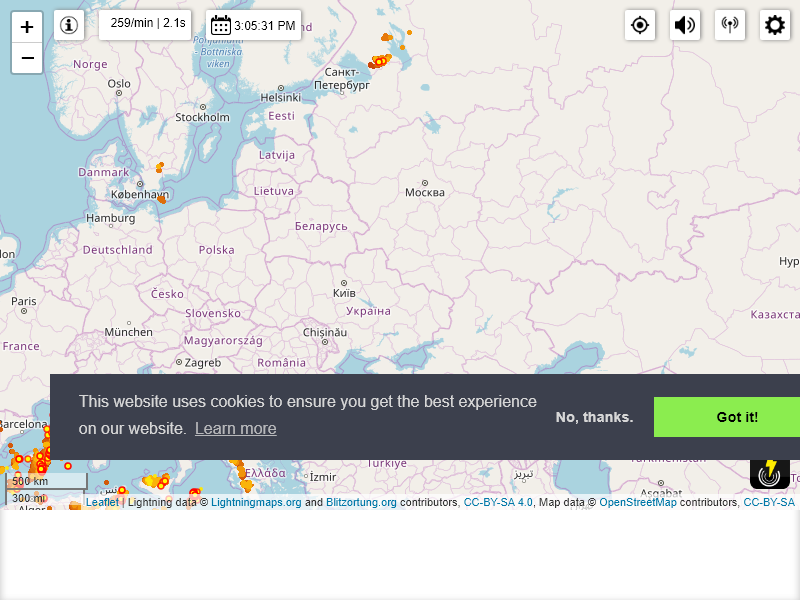 +
−
259/min | 2.1s
3:05:31 PM
Pohjanlahti
- Bottniska
viken
Norge
Oslo
Санкт-
Петербург
Helsinki
Stockholm
Eesti
Latvija
Danmark
København
Lietuva
Москва
Hamburg
Беларусь
Deutschland
Polska
Paris
Česko
Київ
Slovensko
Україна
Казахста
München
Chișinău
France
Magyarország
Zagreb
România
This website uses cookies to ensure you get the best experience
on our website. Learn more
No, thanks.
Got it!
Barcelona
Ελλάδα
İzmir
Türkiye
تبریز
تونس
Aşgabat
500 km
300 mi
Leaflet | Lightning data © Lightningmaps.org and Blitzortung.org contributors, CC-BY-SA 4.0, Map data © OpenStreetMap contributors, CC-BY-SA